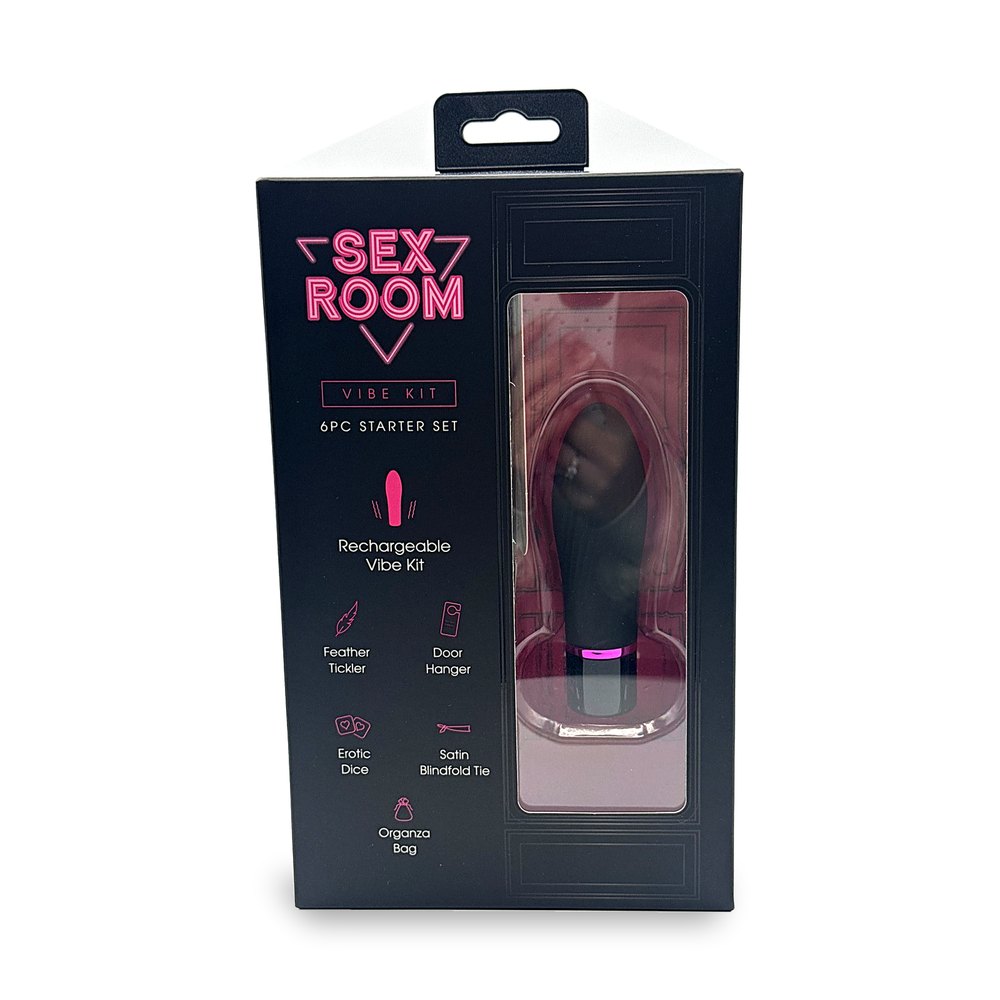 SEX
ROOM
VIBE KIT
6PC STARTER SET
Rechargeable
Vibe Kit
Feather
Tickler
Door
Hanger
Erotic
Dice
Satin
Blindfold Tie
Organza
Bag